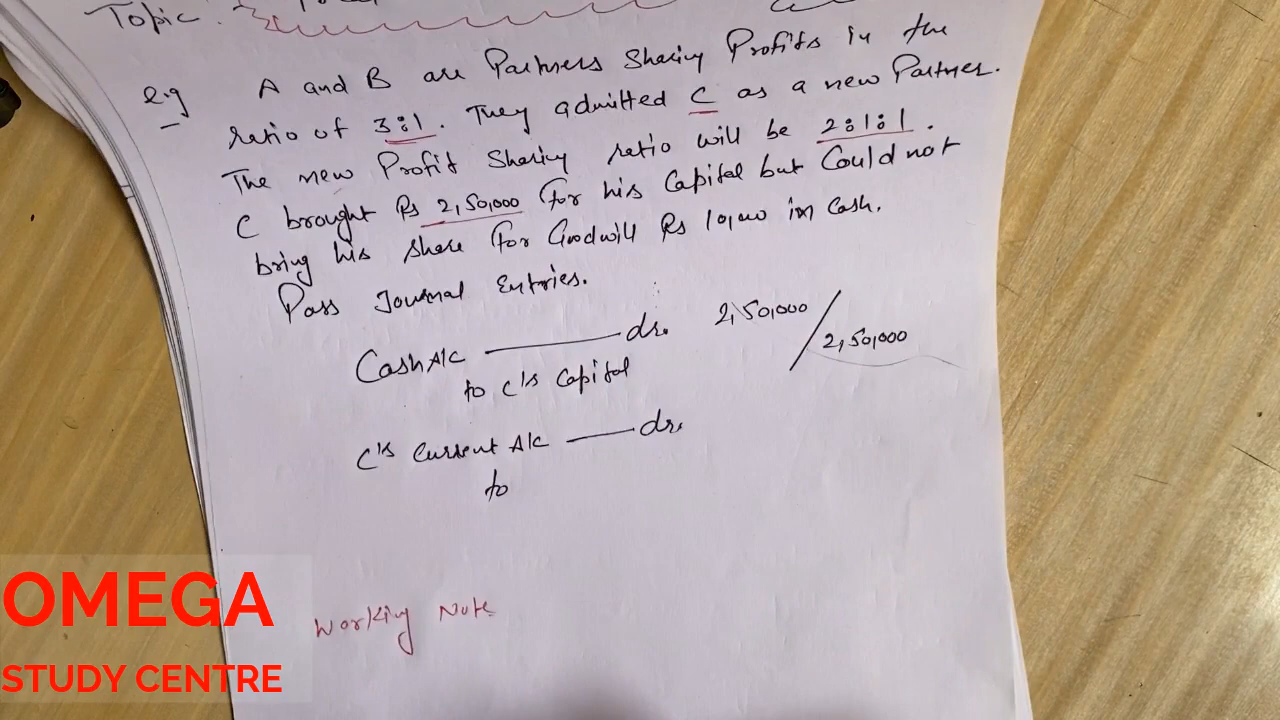 Topic :-
e.g A and B are Partners sharing Profits in the
ratio of 3:1. They admitted C as a new Partner.
The new Profit sharing ratio will be 2:1:1.
C brought Rs 2,50,000 for his Capital but Could not
bring his share for Goodwill Rs 10,000 in Cash.
Pass Journal Entries.
Cash A/c ——— dr. 2,50,000
to C's Capital 2,50,000
C's Current A/c ——— dr.
to
Working Note
OMEGA
STUDY CENTRE